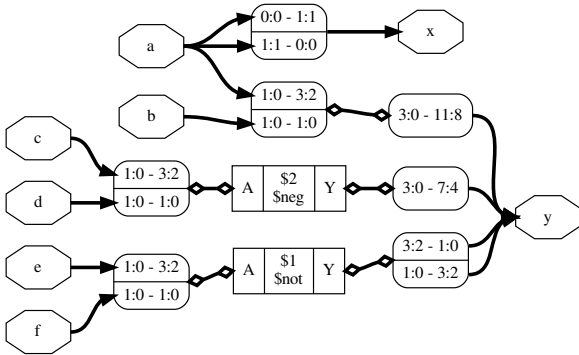 a
0:0 - 1:1
1:1 - 0:0
x
b
1:0 - 3:2
1:0 - 1:0
3:0 - 11:8
c
d
1:0 - 3:2
1:0 - 1:0
A
$2
$neg
Y
3:0 - 7:4
y
e
f
1:0 - 3:2
1:0 - 1:0
A
$1
$not
Y
3:2 - 1:0
1:0 - 3:2